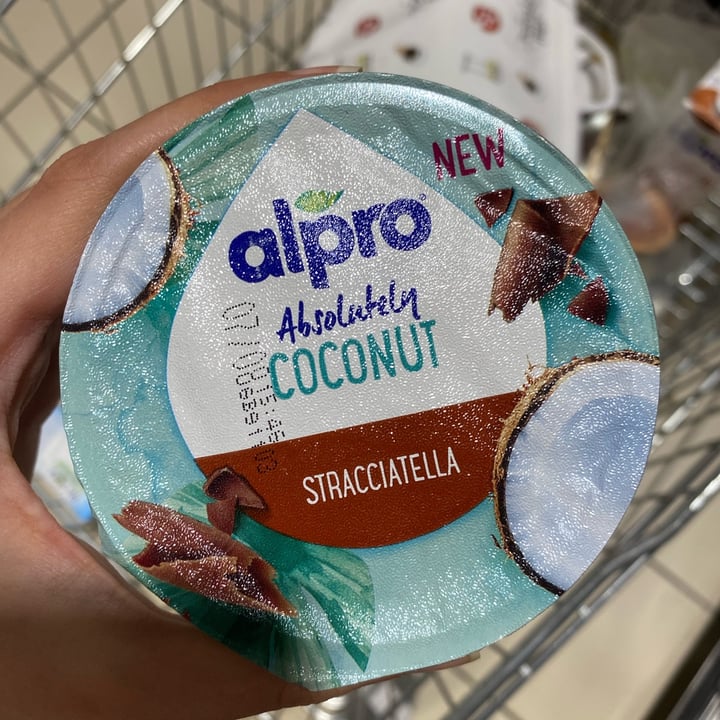 NEW
alpro
Absolutely
COCONUT
STRACCIATELLA